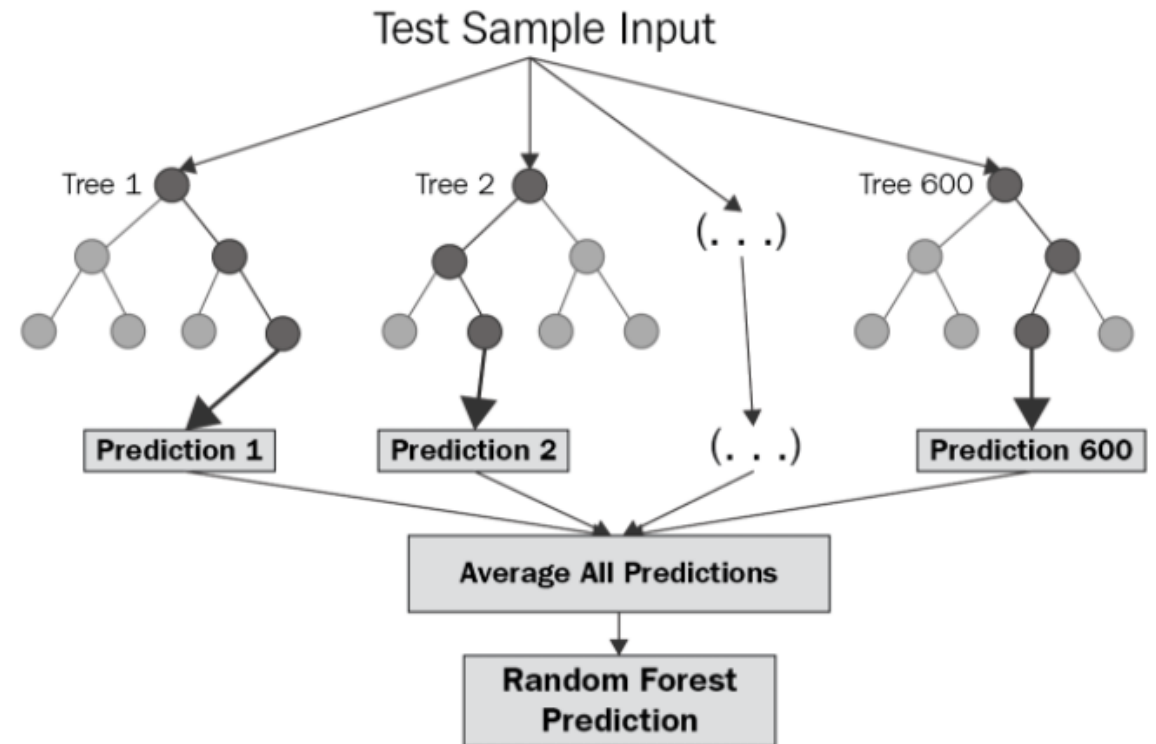 Test Sample Input
Tree 1
Tree 2
Tree 600
(. . .)
(. . .)
Prediction 1
Prediction 2
Prediction 600
Average All Predictions
Random Forest
Prediction